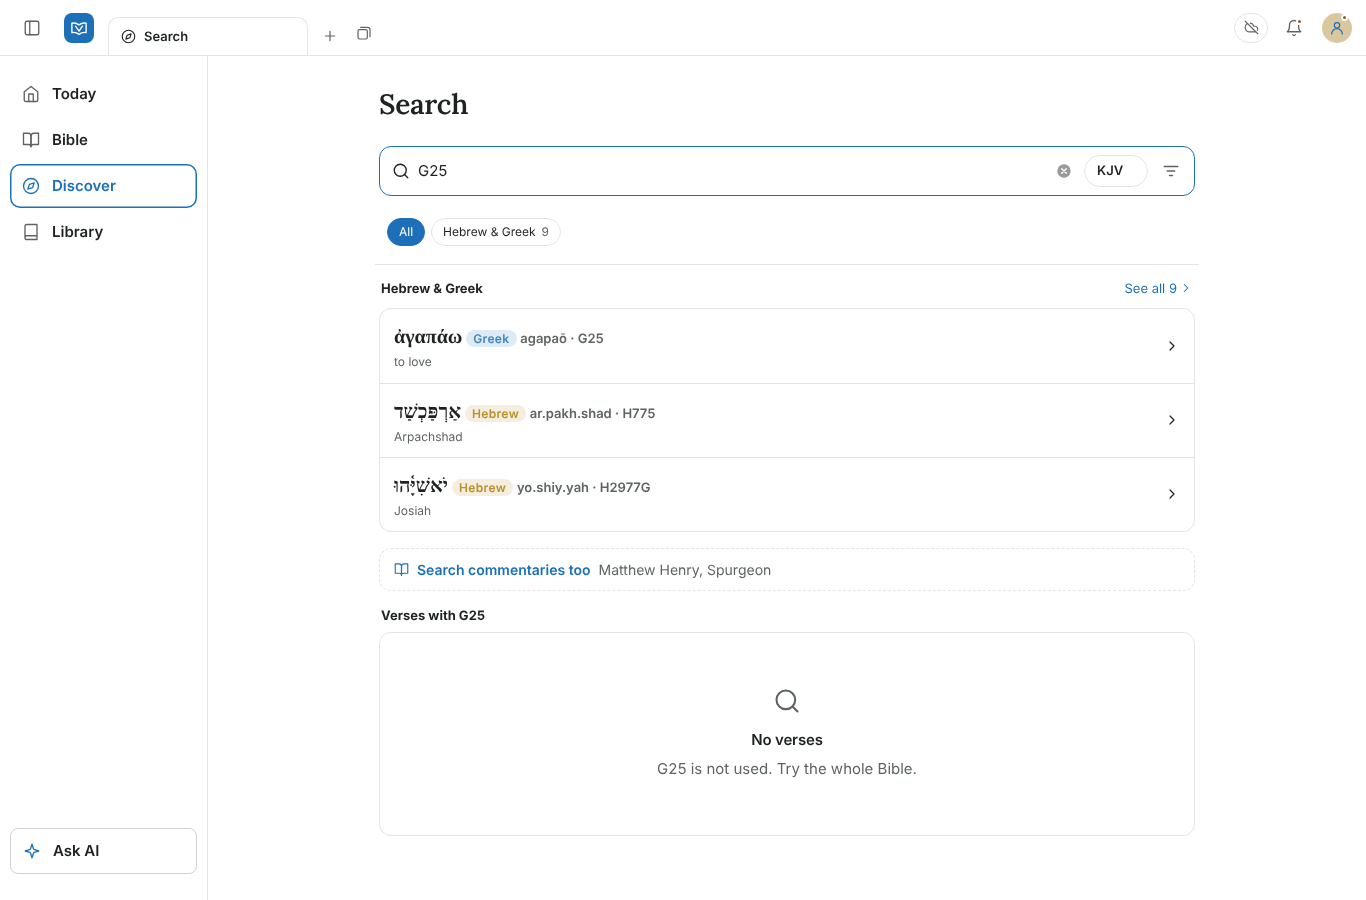 Search
Today
Bible
Discover
Library
Ask AI
Search
G25
KJV
All
Hebrew & Greek 9
Hebrew & Greek
See all 9
ἀγαπάω Greek agapaō · G25
to love
אַרְפַּכְשַׁד Hebrew ar.pakh.shad · H775
Arpachshad
יֹאשִׁיָּ֫הוּ Hebrew yo.shiy.yah · H2977G
Josiah
Search commentaries too Matthew Henry, Spurgeon
Verses with G25
No verses
G25 is not used. Try the whole Bible.